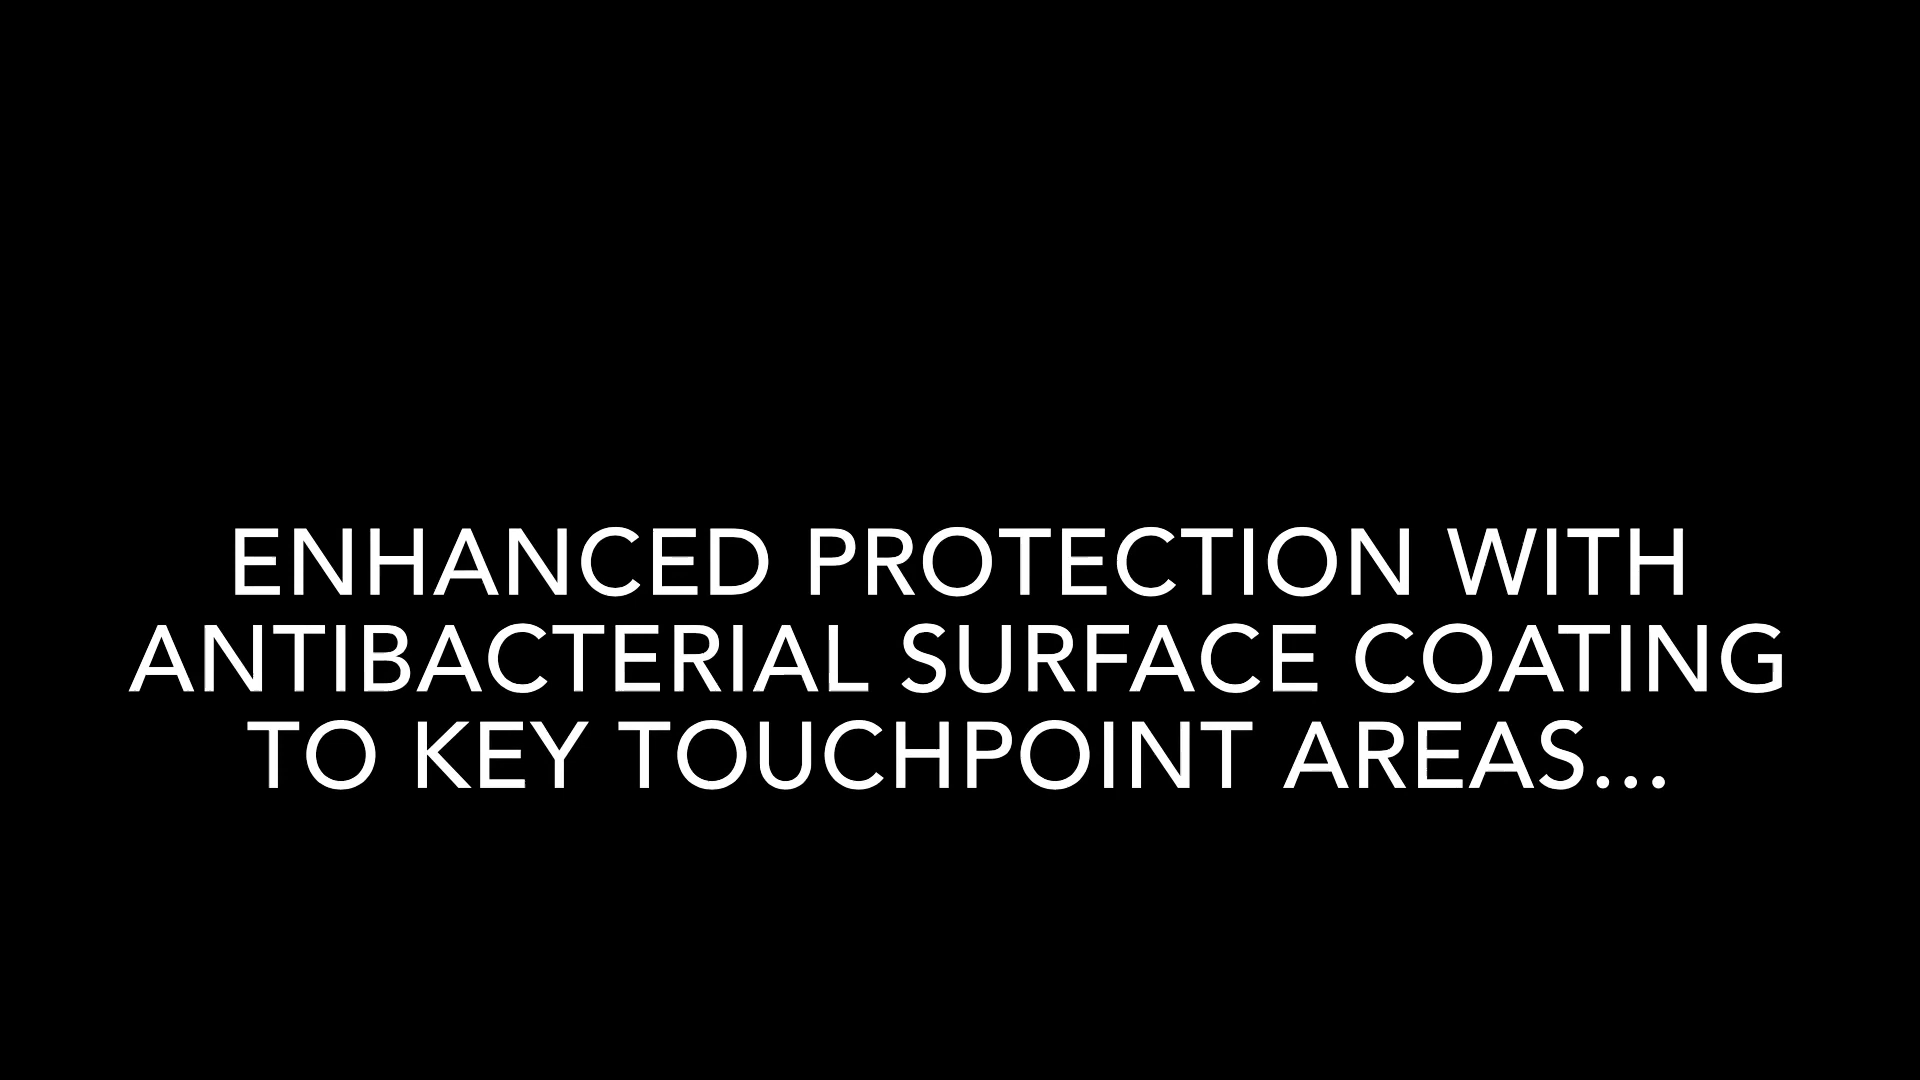 ENHANCED PROTECTION WITH
ANTIBACTERIAL SURFACE COATING
TO KEY TOUCHPOINT AREAS...